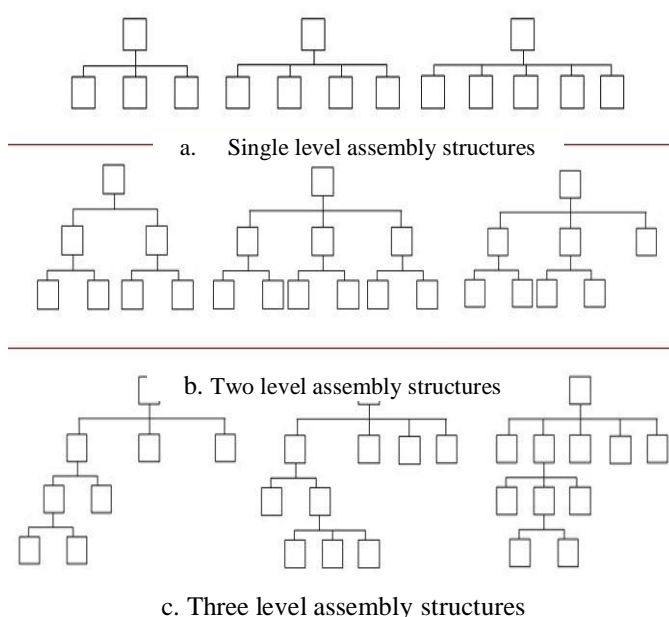 a. Single level assembly structures
b. Two level assembly structures
c. Three level assembly structures